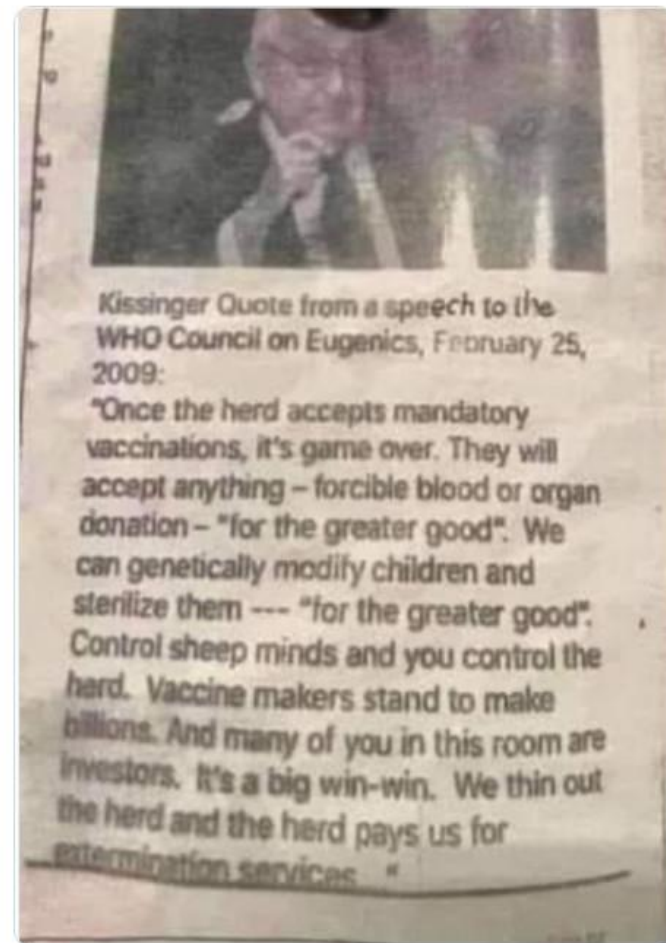 Kissinger Quote from a speech to the
WHO Council on Eugenics, February 25,
2009:
"Once the herd accepts mandatory
vaccinations, it's game over. They will
accept anything – forcible blood or organ
donation – "for the greater good". We
can genetically modify children and
sterilize them --- "for the greater good".
Control sheep minds and you control the
herd. Vaccine makers stand to make
billions. And many of you in this room are
investors. It's a big win-win. We thin out
the herd and the herd pays us for
extermination services "